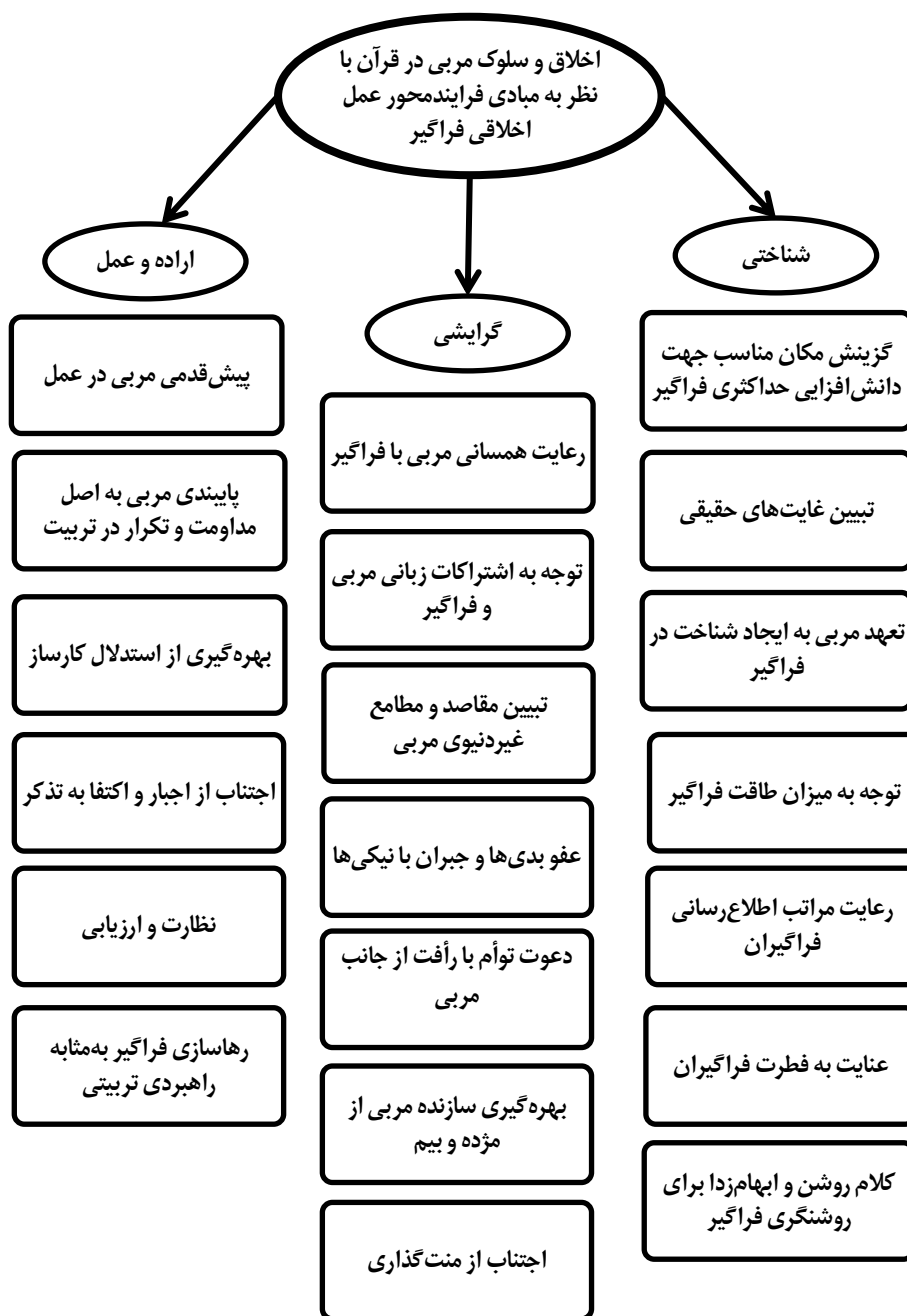 اخلاق و سلوک مربی در قرآن با
نظر به مبادی فرایندمحور عمل
اخلاقی فراگیر
شناختی
گزینش مکان مناسب جهت
دانش‌افزایی حداکثری فراگیر
تبیین غایت‌های حقیقی
تعهد مربی به ایجاد شناخت در
فراگیر
توجه به میزان طاقت فراگیر
رعایت مراتب اطلاع‌رسانی
فراگیران
عنایت به فطرت فراگیران
کلام روشن و ابهام‌زدا برای
روشنگری فراگیر
گرایشی
رعایت همسانی مربی با فراگیر
توجه به اشتراکات زبانی مربی
و فراگیر
تبیین مقاصد و مطامع
غیردنیوی مربی
عفو بدی‌ها و جبران با نیکی‌ها
دعوت توأم با رأفت از جانب
مربی
بهره‌گیری سازنده مربی از
مژده و بیم
اجتناب از منت‌گذاری
اراده و عمل
پیش‌قدمی مربی در عمل
پایبندی مربی به اصل
مداومت و تکرار در تربیت
بهره‌گیری از استدلال کارساز
اجتناب از اجبار و اکتفا به تذکر
نظارت و ارزیابی
رهاسازی فراگیر به‌مثابه
راهبردی تربیتی